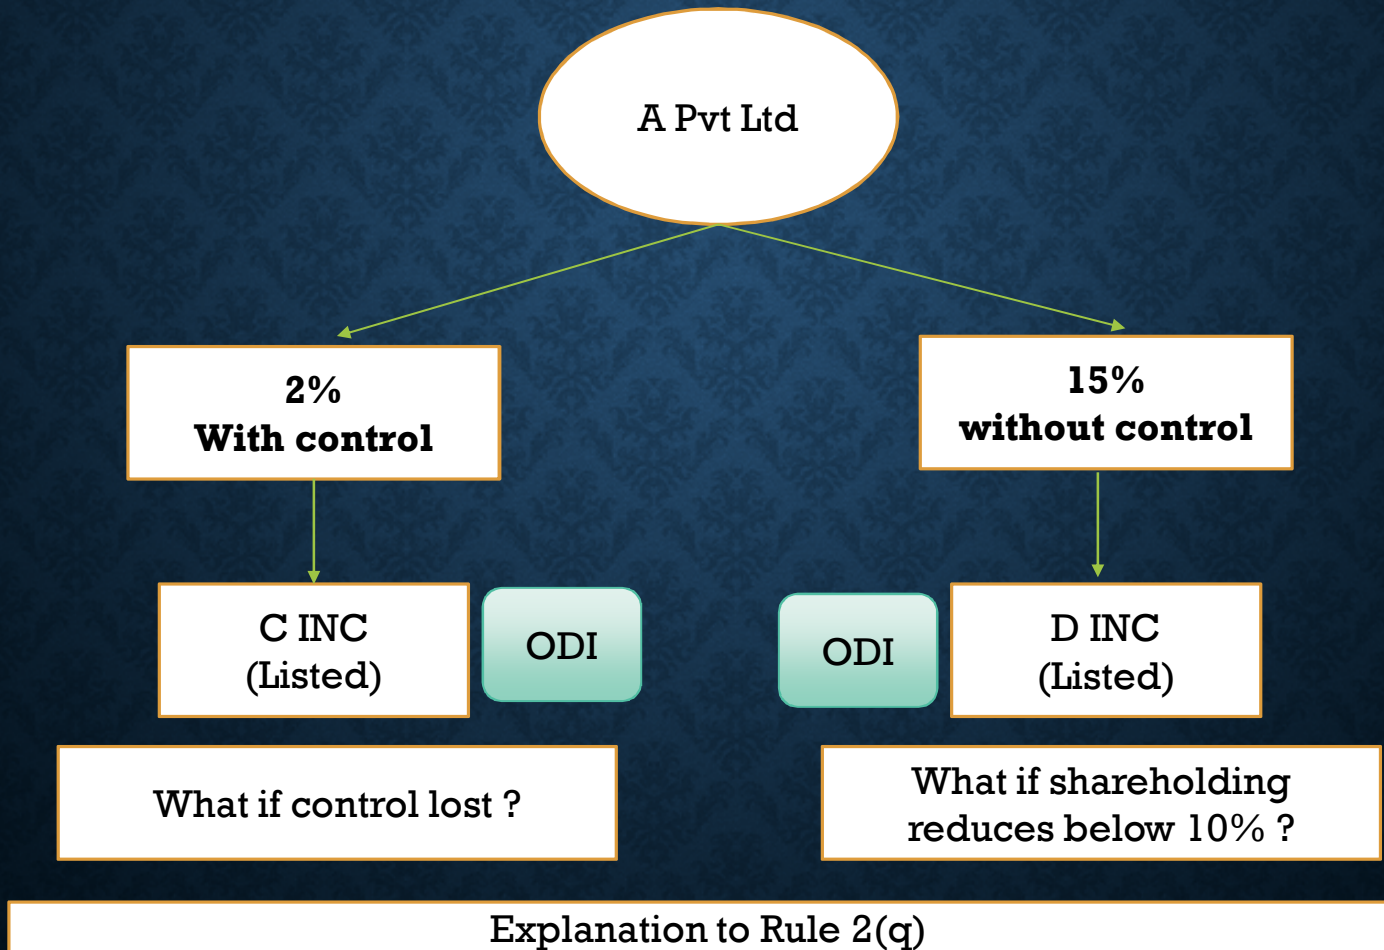 A Pvt Ltd
2%
With control
15%
without control
C INC
(Listed)
ODI
ODI
D INC
(Listed)
What if control lost ?
What if shareholding
reduces below 10% ?
Explanation to Rule 2(q)